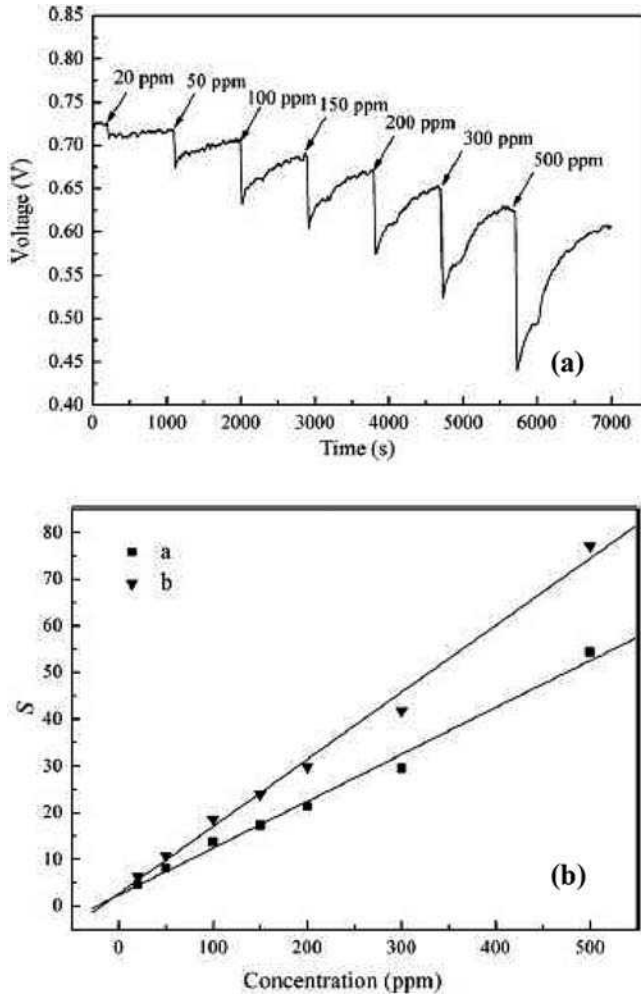 0.85
0.80
0.75
0.70
0.65
0.60
0.55
0.50
0.45
0.40
Voltage (V)
20 ppm
50 ppm
100 ppm
150 ppm
200 ppm
300 ppm
500 ppm
(a)
0 1000 2000 3000 4000 5000 6000 7000
Time (s)
80
70
60
50
40
30
20
10
0
S
a
b
(b)
0 100 200 300 400 500
Concentration (ppm)